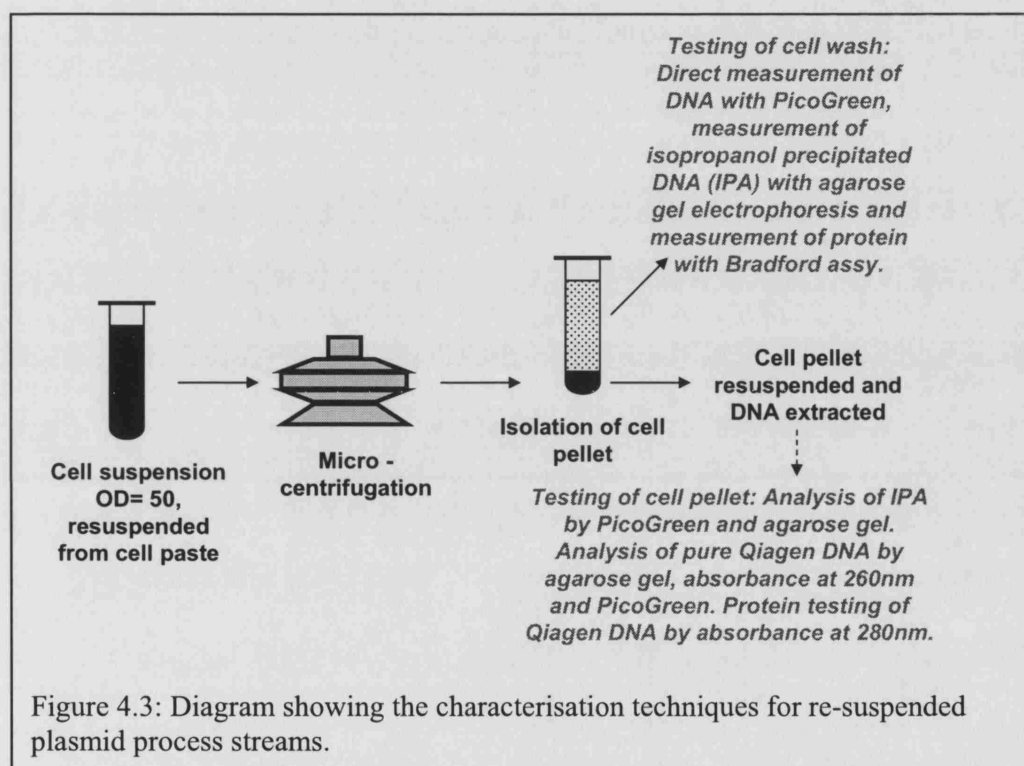 Testing of cell wash:
Direct measurement of
DNA with PicoGreen,
measurement of
isopropanol precipitated
DNA (IPA) with agarose
gel electrophoresis and
measurement of protein
with Bradford assy.
Cell suspension
OD= 50,
resuspended
from cell paste
Micro -
centrifugation
Isolation of cell
pellet
Cell pellet
resuspended and
DNA extracted
Testing of cell pellet: Analysis of IPA
by PicoGreen and agarose gel.
Analysis of pure Qiagen DNA by
agarose gel, absorbance at 260nm
and PicoGreen. Protein testing of
Qiagen DNA by absorbance at 280nm.
Figure 4.3: Diagram showing the characterisation techniques for re-suspended
plasmid process streams.